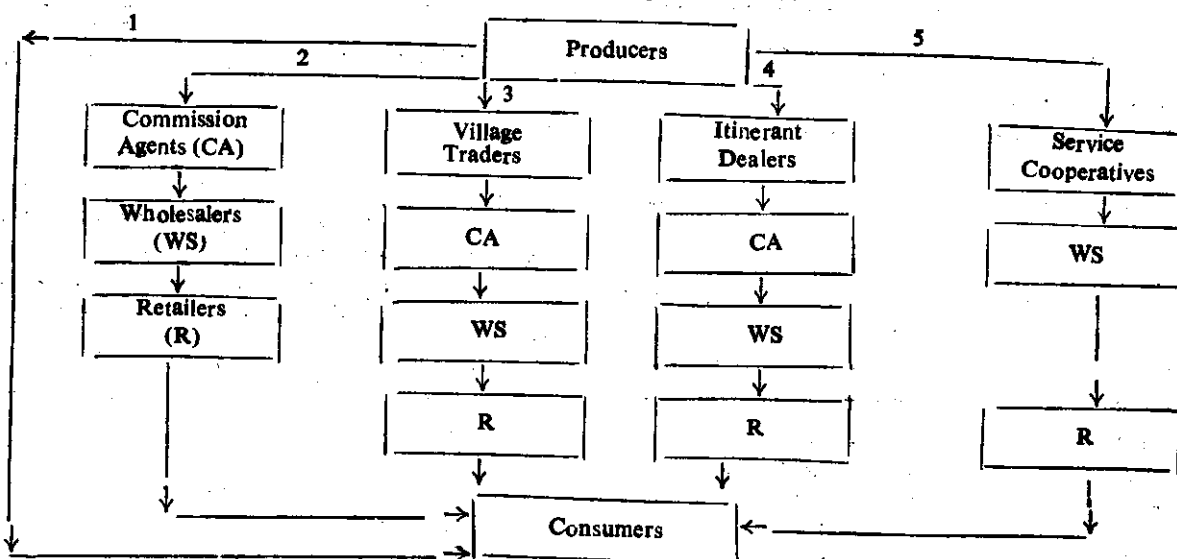 1
Producers
5
2
4
3
Commission
Agents (CA)
Village
Traders
Itinerant
Dealers
Service
Cooperatives
Wholesalers
(WS)
CA
CA
WS
Retailers
(R)
WS
WS
R
R
R
Consumers